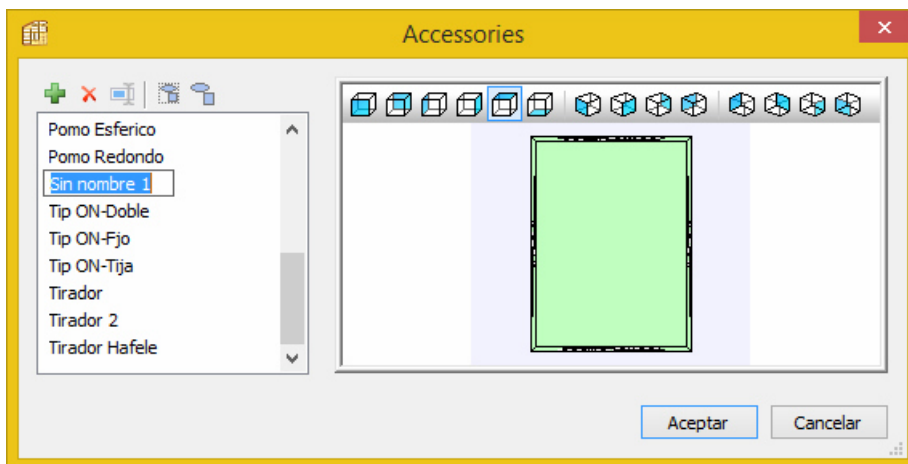 Accessories
Pomo Esferico
Pomo Redondo
Sin nombre 1
Tip ON-Doble
Tip ON-Fjo
Tip ON-Tija
Tirador
Tirador 2
Tirador Hafele
Aceptar
Cancelar